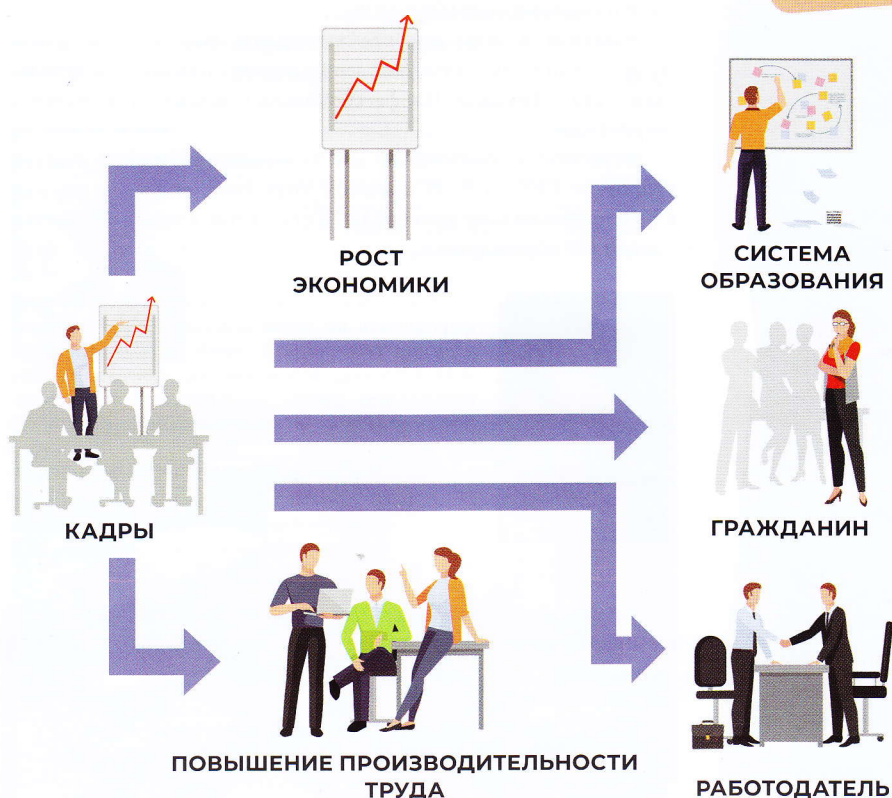 РОСТ
ЭКОНОМИКИ
СИСТЕМА
ОБРАЗОВАНИЯ
КАДРЫ
ГРАЖДАНИН
ПОВЫШЕНИЕ ПРОИЗВОДИТЕЛЬНОСТИ
ТРУДА
РАБОТОДАТЕЛЬ